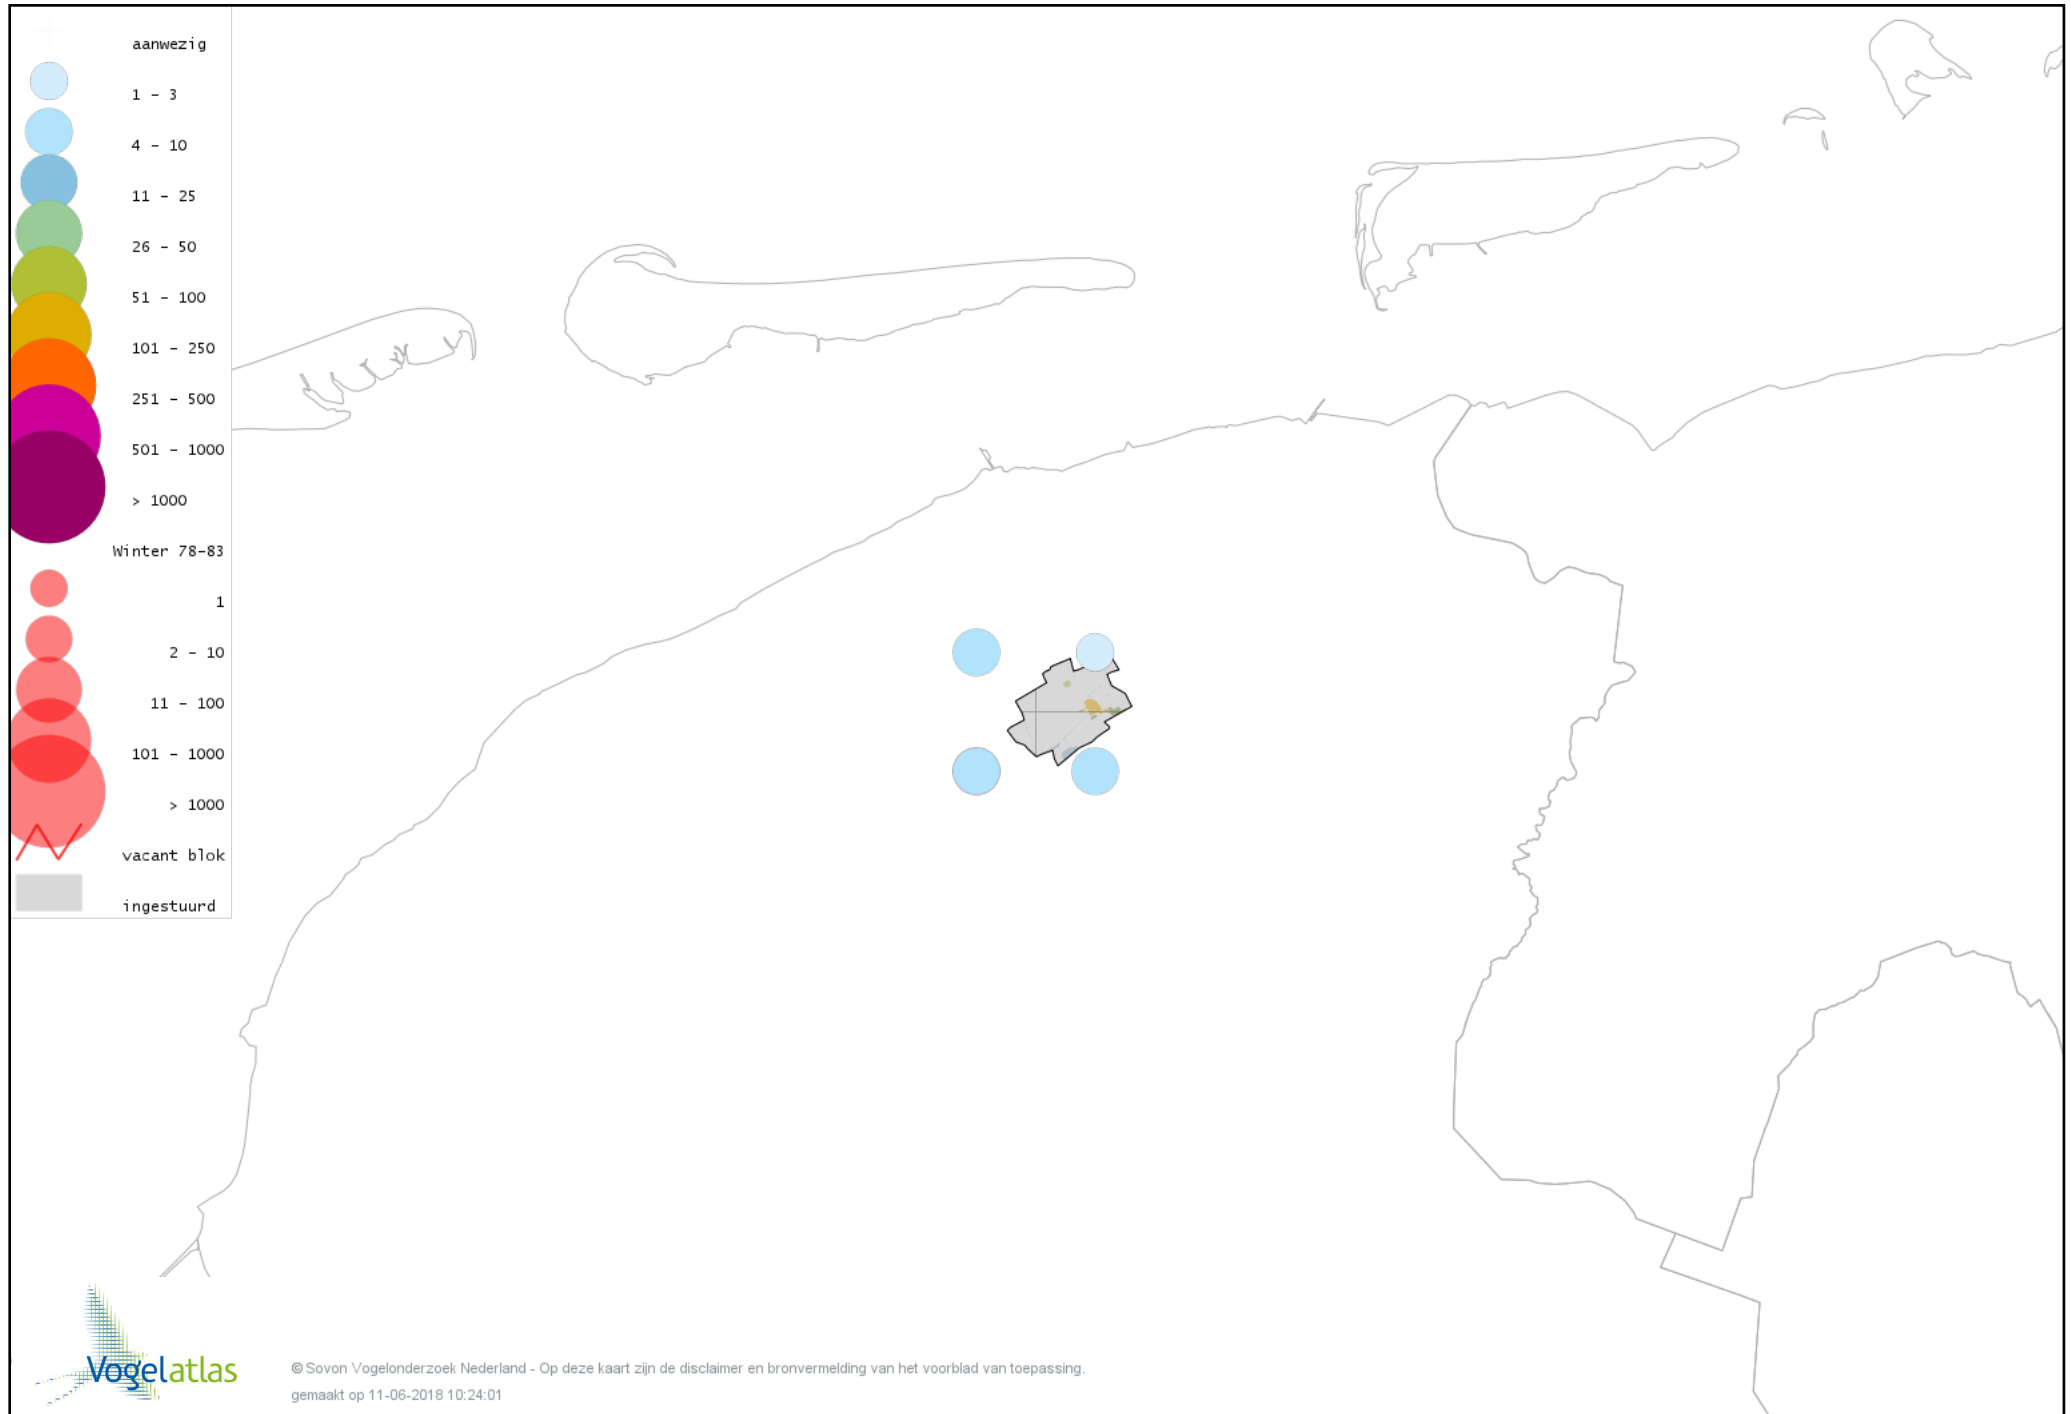 aanwezig
1 - 3
4 - 10
11 - 25
26 - 50
51 - 100
101 - 250
251 - 500
501 - 1000
> 1000
Winter 78-83
1
2 - 10
11 - 100
101 - 1000
> 1000
vacant blok
ingestuurd
Vogelatlas
© Sovon Vogelonderzoek Nederland - Op deze kaart zijn de disclaimer en bronvermelding van het voorblad van toepassing.
gemaakt op 11-06-2018 10:24:01